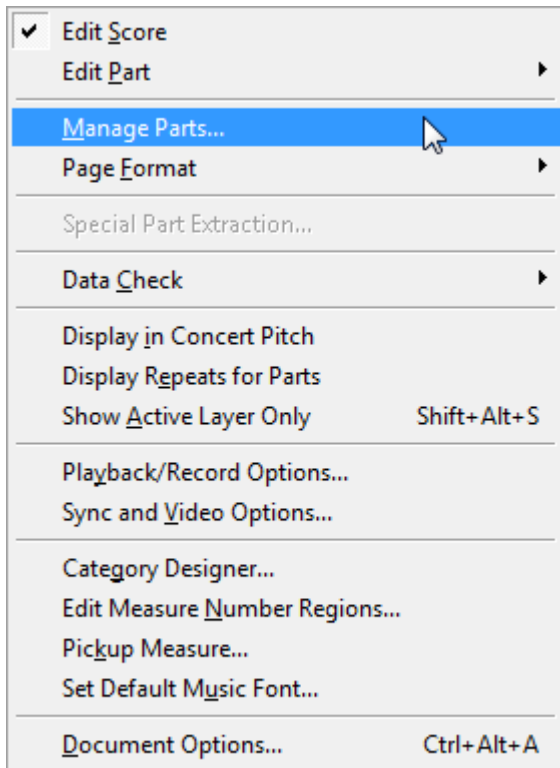 Edit Score
Edit Part
Manage Parts...
Page Format
Special Part Extraction...
Data Check
Display in Concert Pitch
Display Repeats for Parts
Show Active Layer Only Shift+Alt+S
Playback/Record Options...
Sync and Video Options...
Category Designer...
Edit Measure Number Regions...
Pickup Measure...
Set Default Music Font...
Document Options... Ctrl+Alt+A